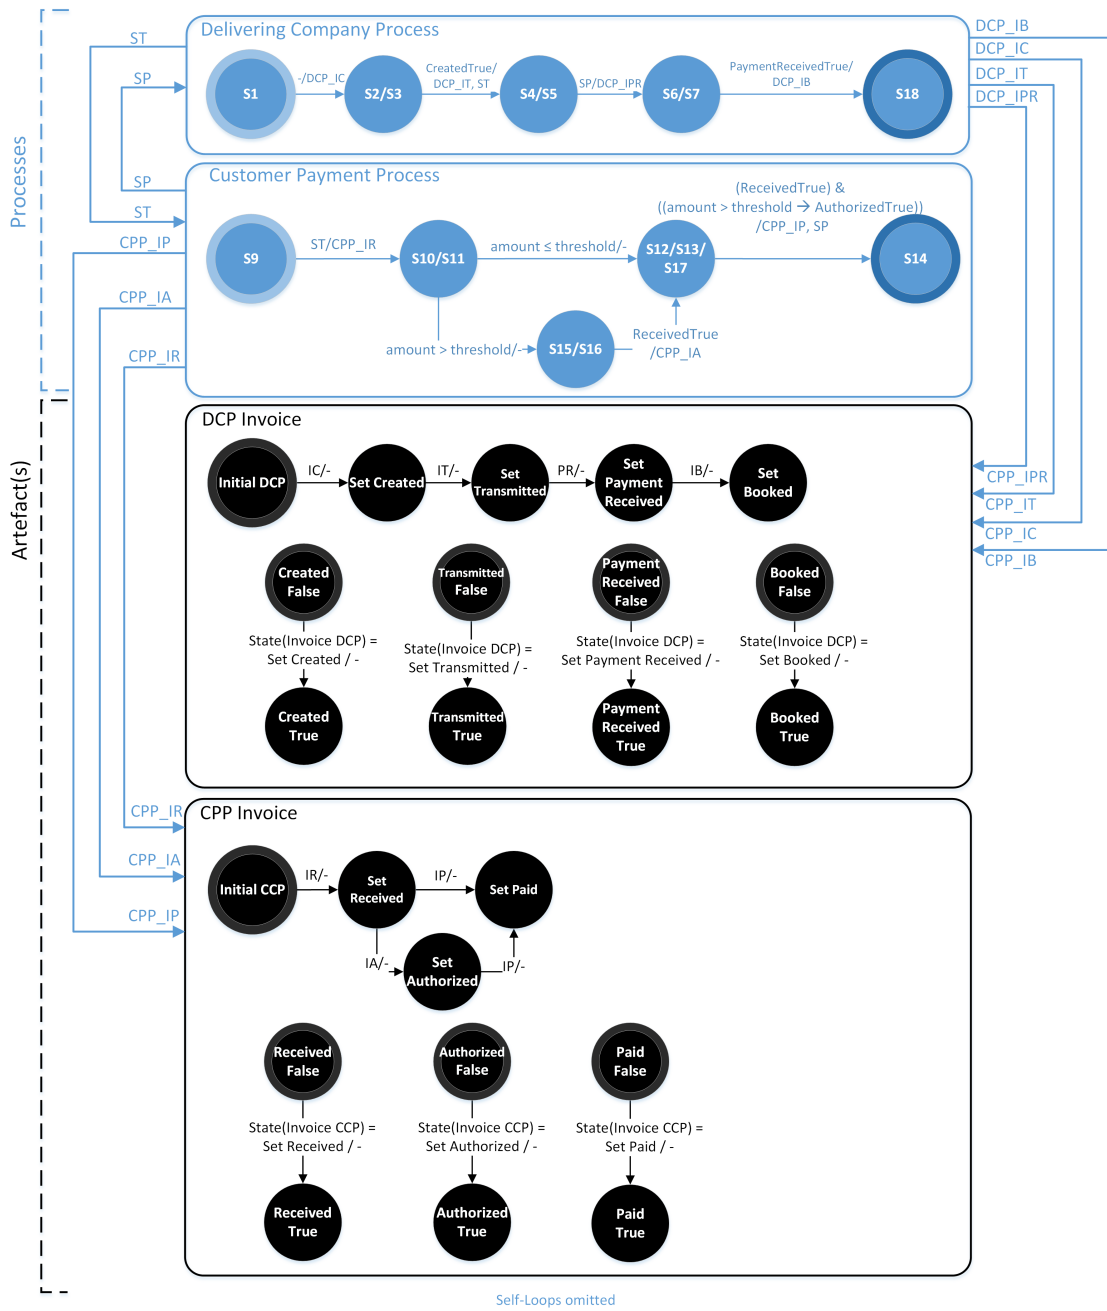 Delivering Company Process
DCP_IB
DCP_IC
DCP_IT
DCP_IPR
ST
SP
S1
-/DCP_IC
S2/S3
CreatedTrue/
DCP_IT, ST
S4/S5
SP/DCP_IPR
S6/S7
PaymentReceivedTrue/
DCP_IB
S18
Processes
SP
ST
CPP_IP
CPP_IA
CPP_IR
Customer Payment Process
(ReceivedTrue) &
((amount > threshold → AuthorizedTrue))
/CPP_IP, SP
S9
ST/CPP_IR
S10/S11
amount ≤ threshold/-
S12/S13/
S17
S14
amount > threshold/-
S15/S16
ReceivedTrue
/CPP_IA
Artefact(s)
DCP Invoice
Initial DCP
IC/-
Set Created
IT/-
Set
Transmitted
PR/-
Set
Payment
Received
IB/-
Set
Booked
CPP_IPR
CPP_IT
CPP_IC
CPP_IB
Created
False
Transmitted
False
Payment
Received
False
Booked
False
State(Invoice DCP) =
Set Created / -
State(Invoice DCP) =
Set Transmitted / -
State(Invoice DCP) =
Set Payment Received / -
State(Invoice DCP) =
Set Booked / -
Created
True
Transmitted
True
Payment
Received
True
Booked
True
CPP_IR
CPP_IA
CPP_IP
CPP Invoice
Initial CCP
IR/-
Set
Received
IP/-
Set Paid
IA/-
Set
Authorized
IP/-
Received
False
Authorized
False
Paid
False
State(Invoice CCP) =
Set Received / -
State(Invoice CCP) =
Set Authorized / -
State(Invoice CCP) =
Set Paid / -
Received
True
Authorized
True
Paid
True
Self-Loops omitted